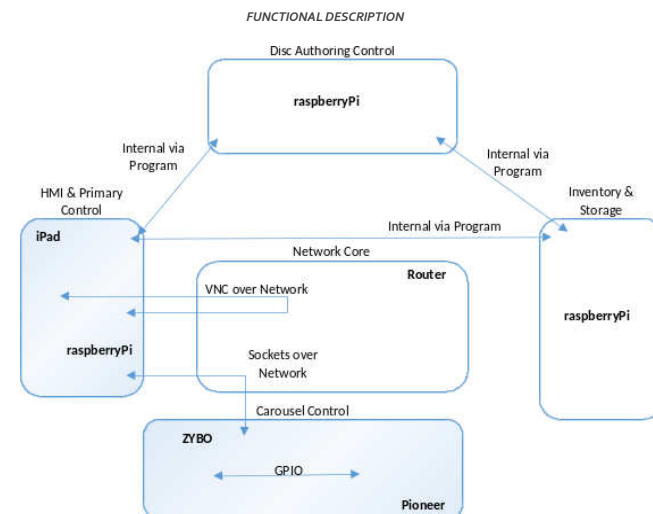 FUNCTIONAL DESCRIPTION
Disc Authoring Control
raspberryPi
Internal via
Program
Internal via
Program
HMI & Primary
Control
Inventory &
Storage
iPad
Internal via Program
Network Core
Router
VNC over Network
raspberryPi
raspberryPi
Sockets over
Network
Carousel Control
ZYBO
GPIO
Pioneer